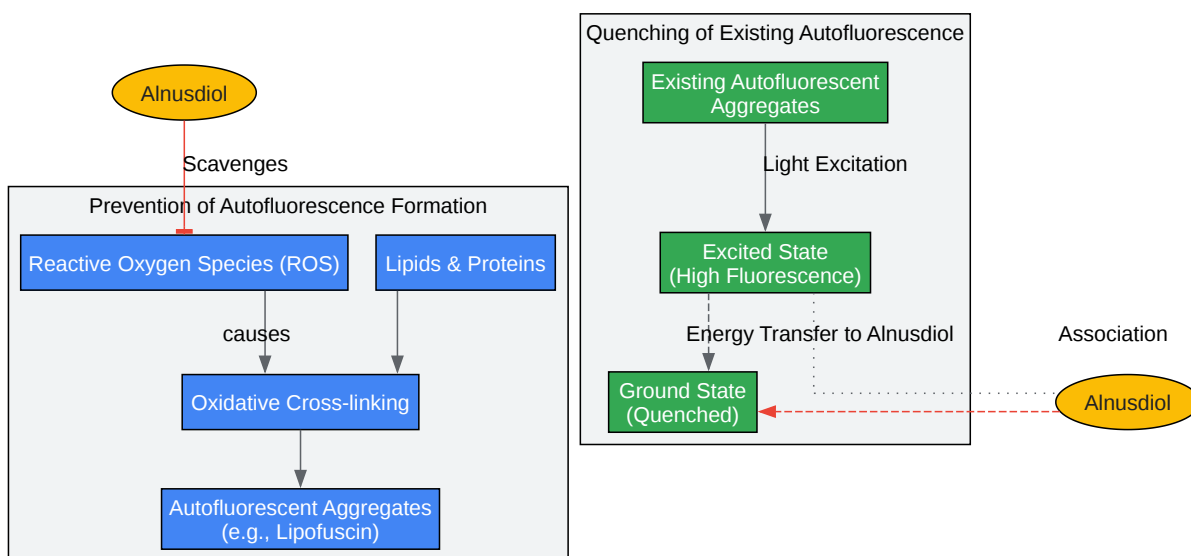 Alnusdiol
Scavenges
Prevention of Autofluorescence Formation
Reactive Oxygen Species (ROS)
Lipids & Proteins
causes
Oxidative Cross-linking
Autofluorescent Aggregates
(e.g., Lipofuscin)
Quenching of Existing Autofluorescence
Existing Autofluorescent
Aggregates
Light Excitation
Excited State
(High Fluorescence)
Energy Transfer to Alnusdiol
Association
Ground State
(Quenched)
Alnusdiol